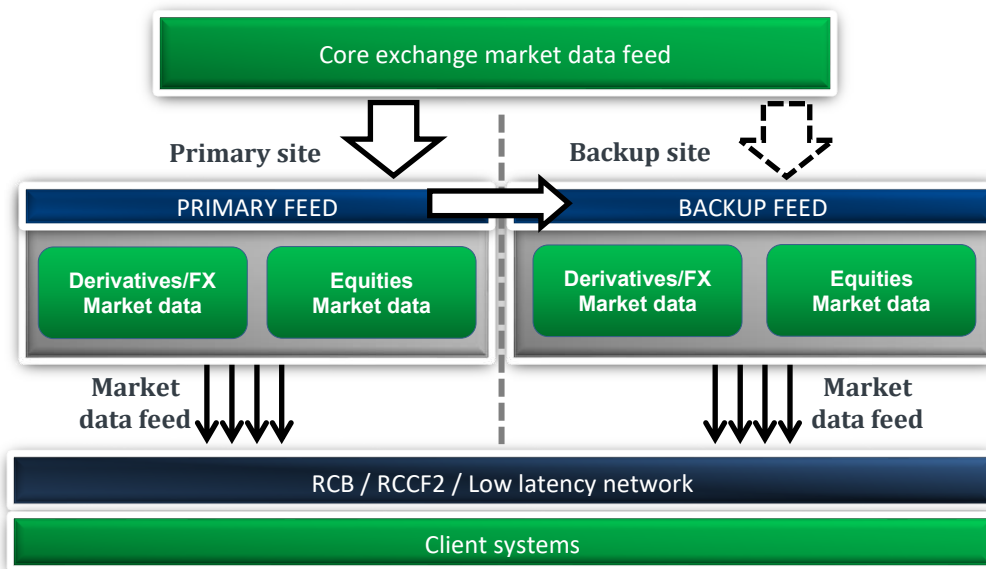 Core exchange market data feed
Primary site
Backup site
PRIMARY FEED
BACKUP FEED
Derivatives/FX
Market data
Equities
Market data
Derivatives/FX
Market data
Equities
Market data
Market
data feed
Market
data feed
RCB / RCCF2 / Low latency network
Client systems